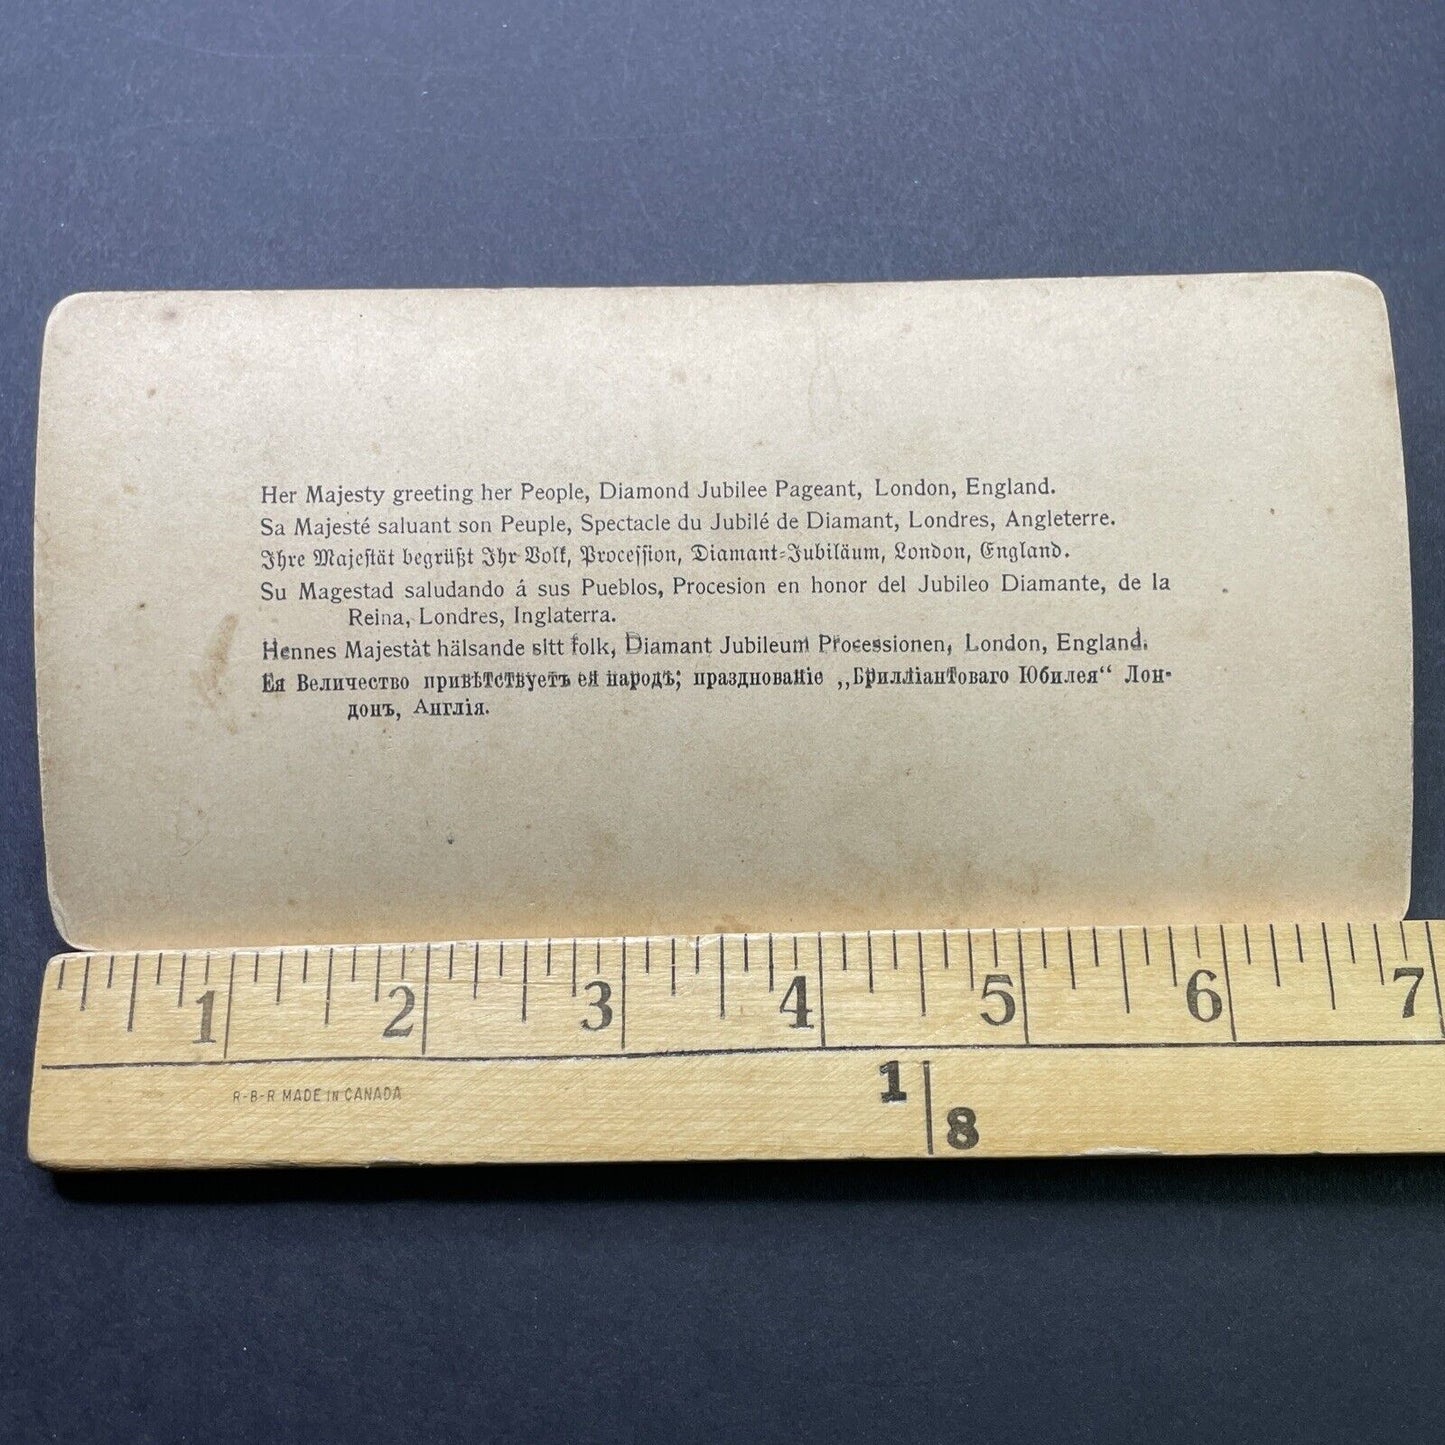 Her Majesty greeting her People, Diamond Jubilee Pageant, London, England.
Sa Majesté saluant son Peuple, Spectacle du Jubilé de Diamant, Londres, Angleterre.
Ihre Majestät begrüßt Ihr Volk, Procession, Diamant-Jubiläum, London, England.
Su Magestad saludando á sus Pueblos, Procesion en honor del Jubileo Diamante, de la
Reina, Londres, Inglaterra.
Hennes Majestàt hälsande sitt folk, Diamant Jubileum Processionen, London, England.
Ея Величество привѣтствуетъ ея народъ; празднованіе „Брилліантоваго Юбилея“ Лон-
донъ, Англія.
1 2 3 4 5 6 7
R-B-R MADE IN CANADA
1
8